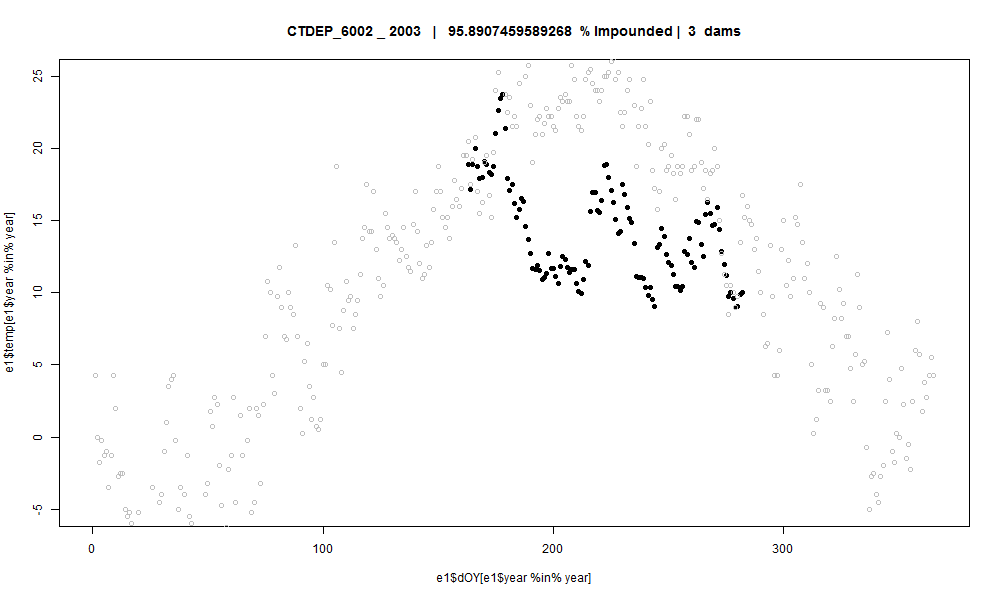 CTDEP_6002 _ 2003 | 95.8907459589268 % Impounded | 3 dams
25
20
15
10
5
0
-5
e1$temp[e1$year %in% year]
0 100 200 300
e1$dOY[e1$year %in% year]